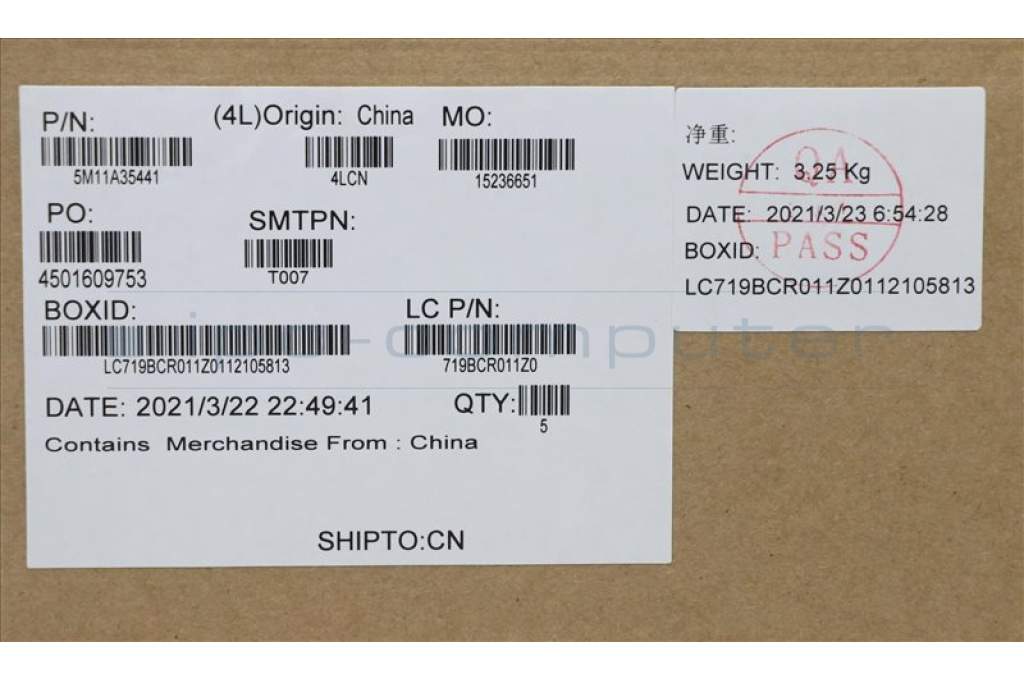 P/N:
5M11A35441
(4L)Origin: China
4LCN
MO:
15236651
PO:
4501609753
SMTPN:
T007
BOXID:
LC719BCR011Z0112105813
LC P/N:
719BCR011Z0
DATE: 2021/3/22 22:49:41
QTY:
5
Contains Merchandise From : China
SHIPTO:CN
净重:
WEIGHT: 3.25 Kg
DATE: 2021/3/23 6:54:28
BOXID:
LC719BCR011Z0112105813
QA
PASS